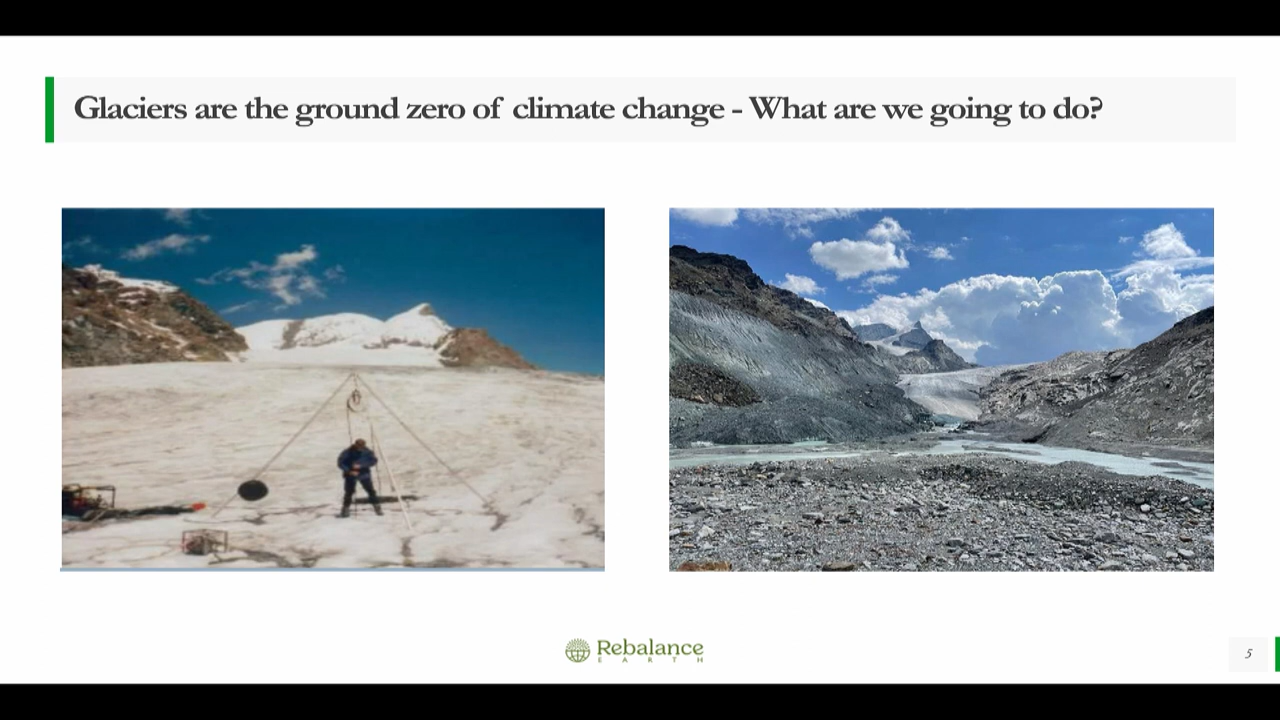 Glaciers are the ground zero of climate change - What are we going to do?
Rebalance
EARTH
5